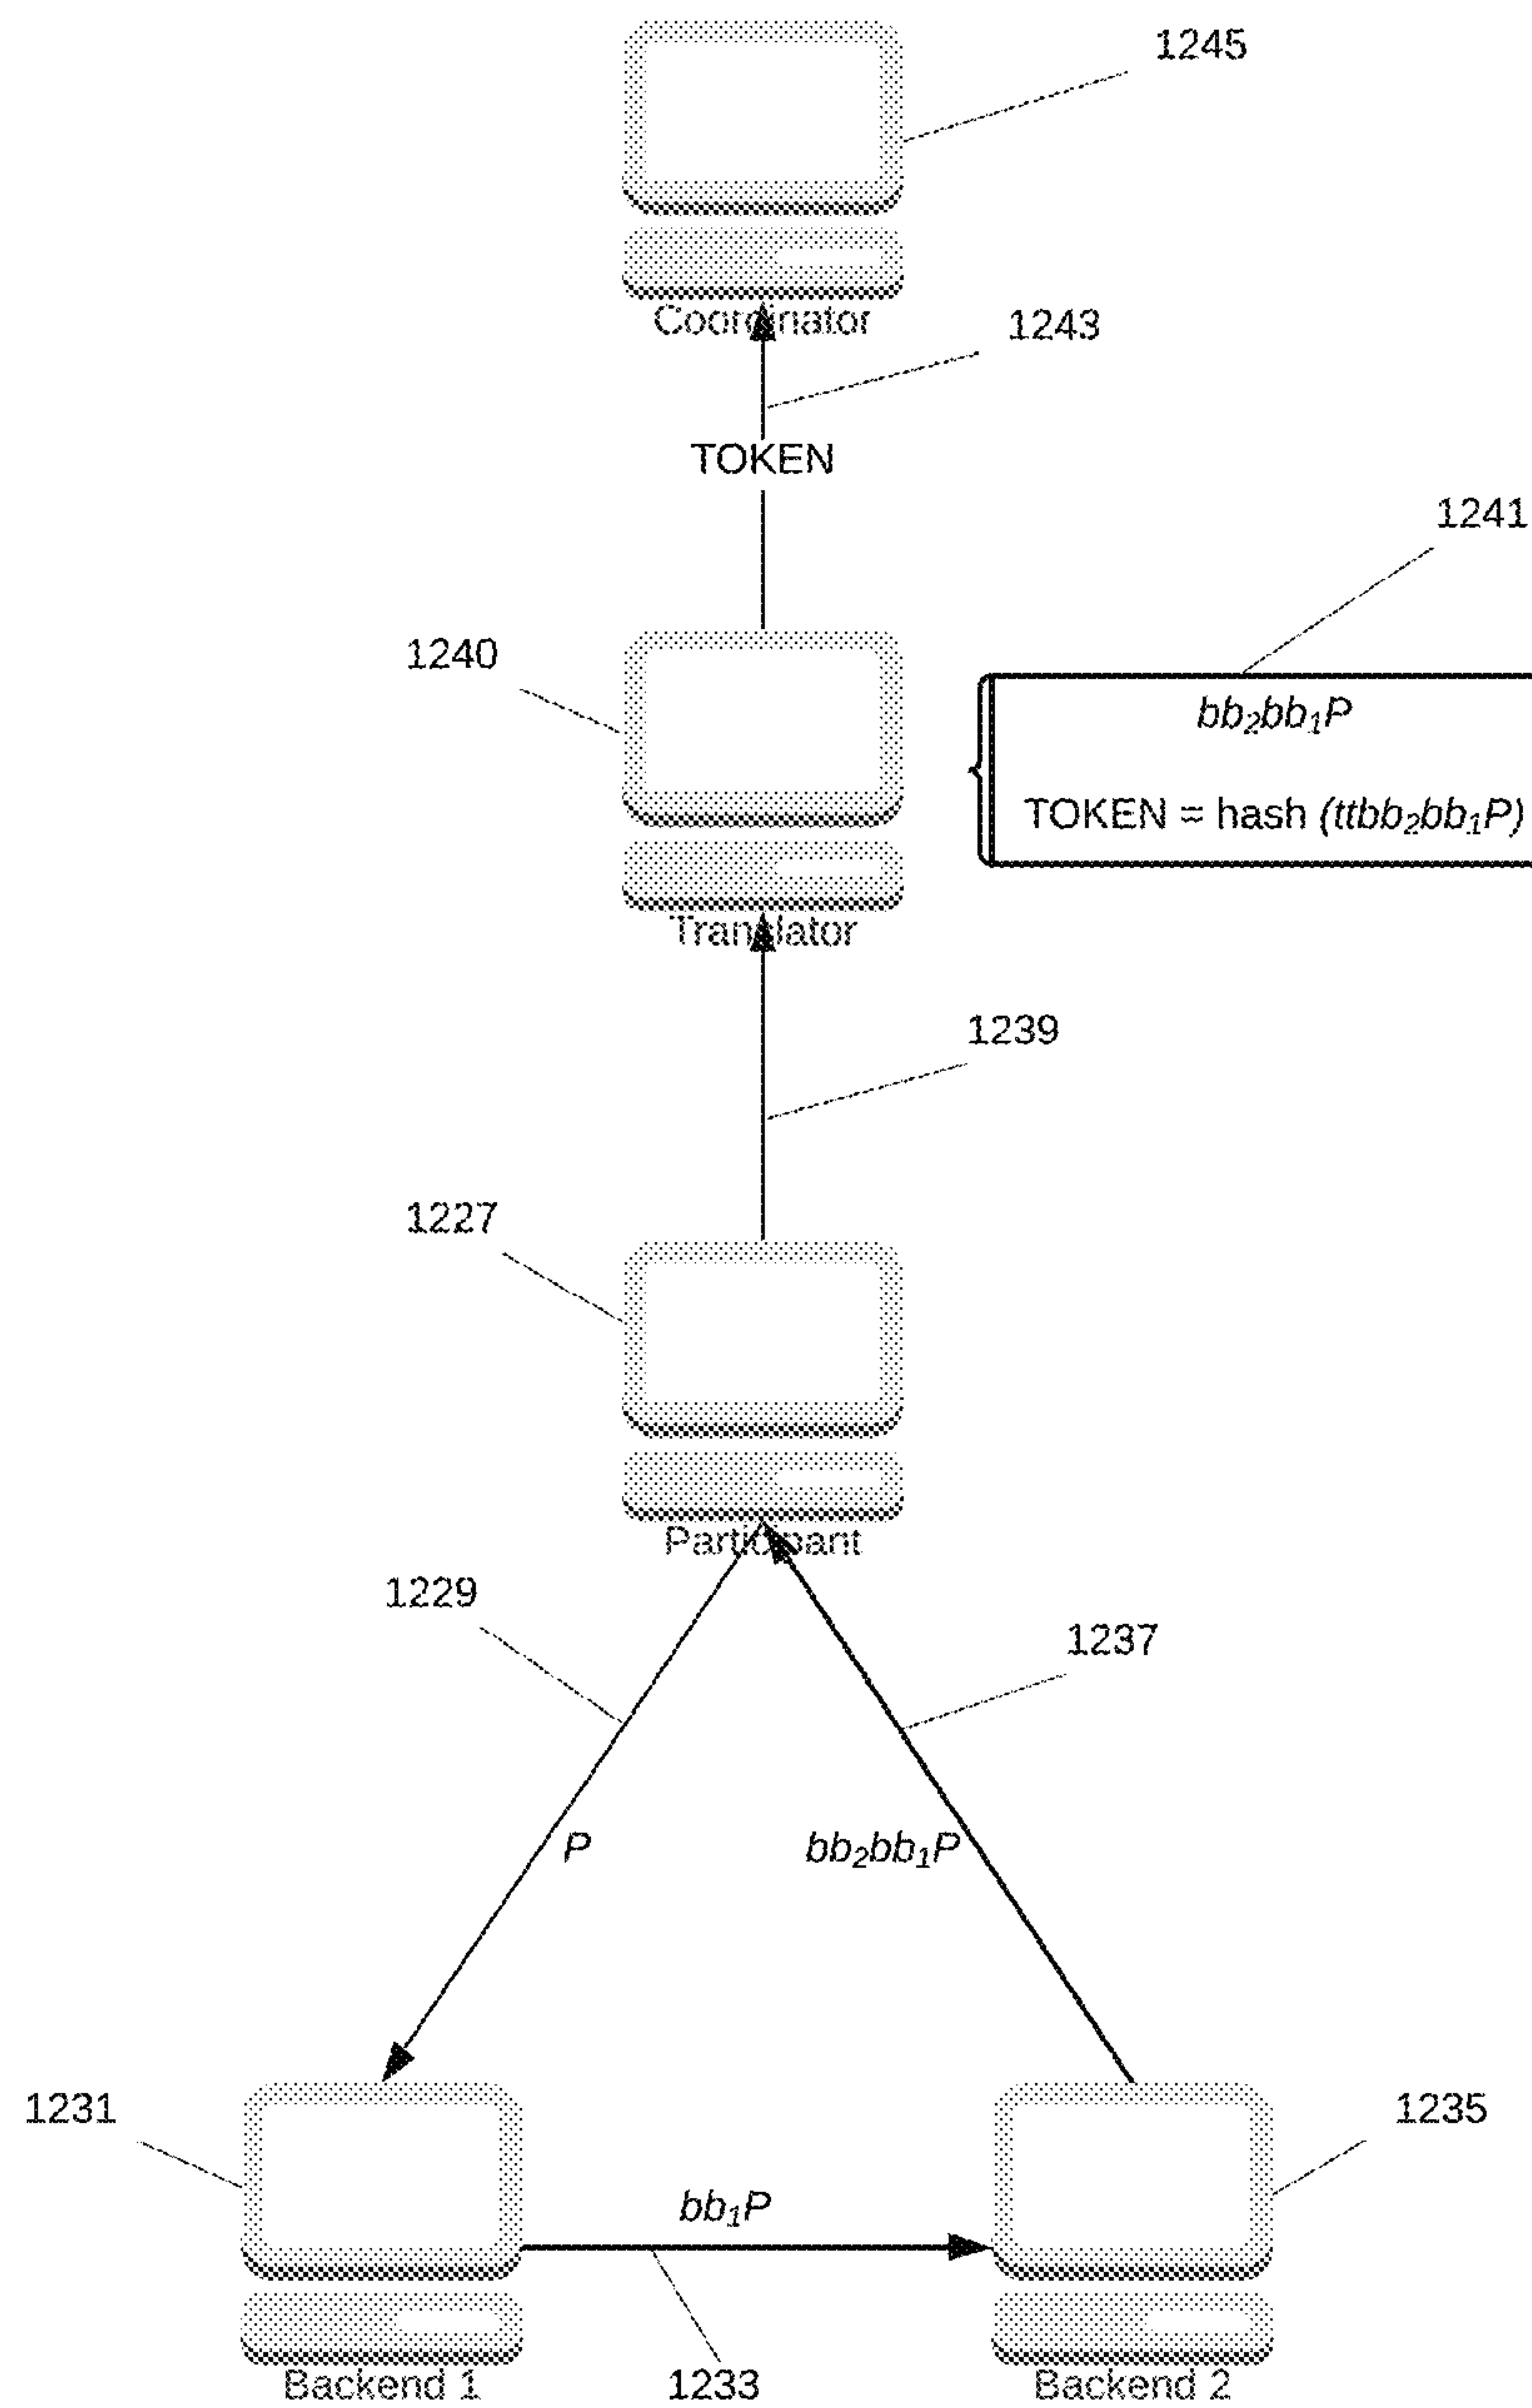 1245
Coordinator
1243
TOKEN
1241
1240
bb₂bb₁P
TOKEN = hash (ttbb₂bb₁P)
Translator
1239
1227
Participant
1229
1237
P
bb₂bb₁P
1231
1235
bb₁P
Backend 1
1233
Backend 2